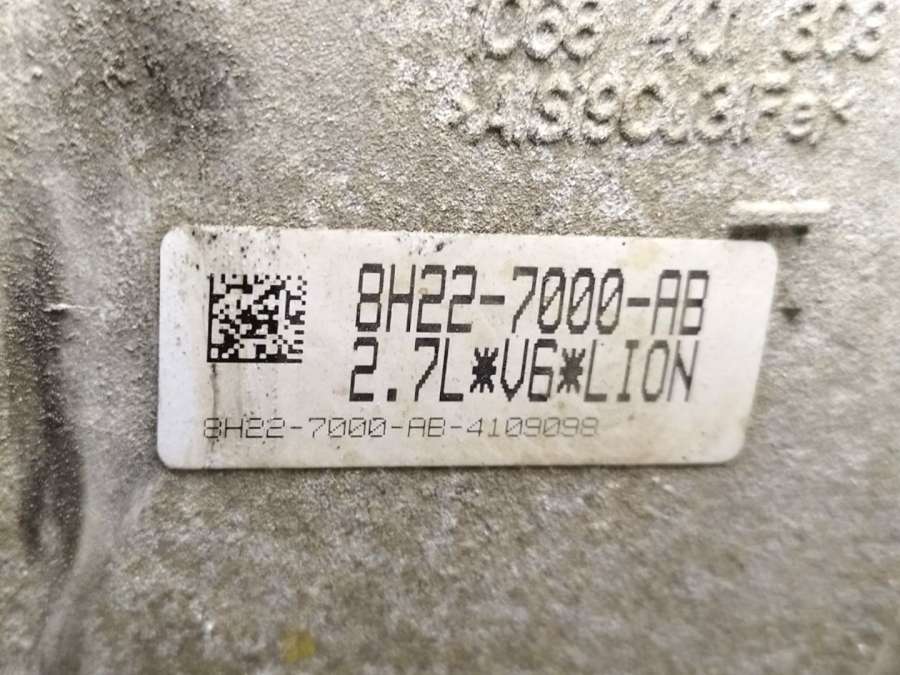 1068 401 303
>AlSi9Cu3Fe<
8H22-7000-AB
2.7L*V6*LION
8H22-7000-AB-4109098